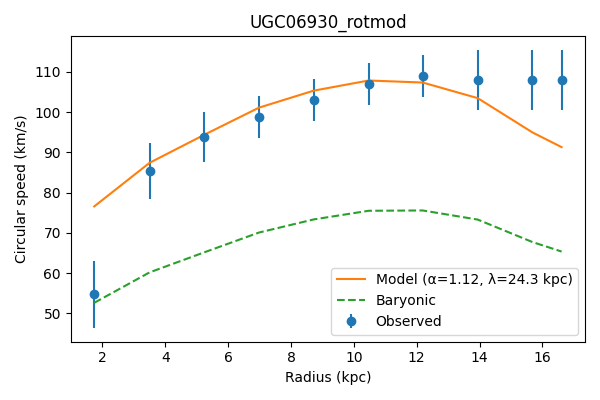 UGC06930_rotmod
Circular speed (km/s)
110
100
90
80
70
60
50
Model (α=1.12, λ=24.3 kpc)
Baryonic
Observed
2 4 6 8 10 12 14 16
Radius (kpc)